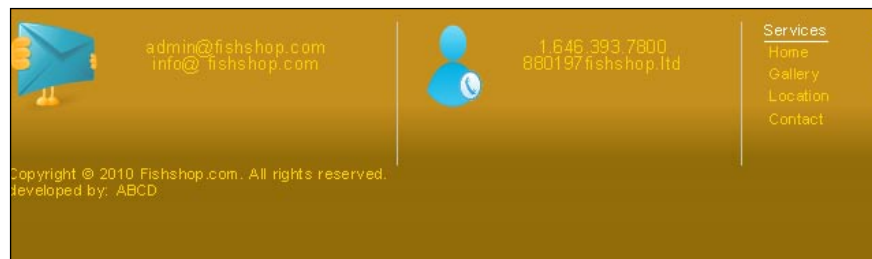 admin@fishshop.com
info@ fishshop.com
1.646.393.7800
880197fishshop.ltd
Services
Home
Gallery
Location
Contact
Copyright © 2010 Fishshop.com. All rights reserved.
developed by: ABCD